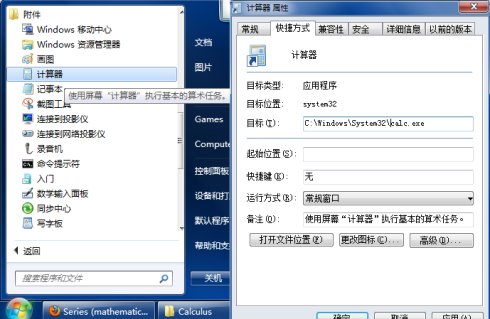 附件
Windows 移动中心
Windows 资源管理器
画图
计算器
记事本
使用屏幕“计算器”执行基本的算术任务。
截图工具
连接到投影仪
连接到网络投影仪
录音机
命令提示符
入门
数学输入面板
同步中心
写字板
返回
搜索程序和文件
文档
图片
Games
Compute
控制面板
设备和打
默认程序
帮助和支
关机
Series (mathematic...
Calculus
计算器 属性
常规
快捷方式
兼容性
安全
详细信息
以前的版本
计算器
目标类型: 应用程序
目标位置: system32
目标(T): C:\Windows\System32\calc.exe
起始位置(S):
快捷键(K): 无
运行方式(R): 常规窗口
备注(O): 使用屏幕“计算器”执行基本的算术任务。
打开文件位置(F)
更改图标(C)...
高级(D)...
确定
取消
应用(A)